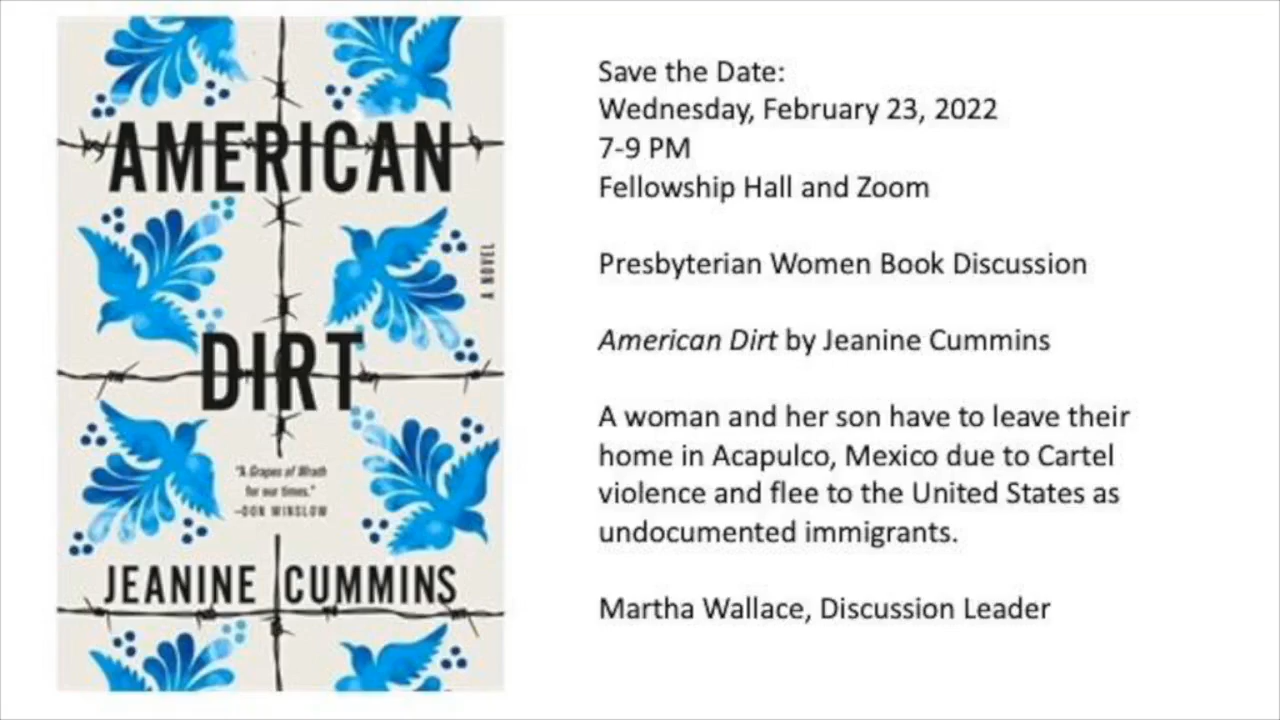 AMERICAN
DIRT
A NOVEL
"A Grapes of Wrath
for our times."
—DON WINSLOW
JEANINE CUMMINS
Save the Date:
Wednesday, February 23, 2022
7-9 PM
Fellowship Hall and Zoom
Presbyterian Women Book Discussion
American Dirt by Jeanine Cummins
A woman and her son have to leave their
home in Acapulco, Mexico due to Cartel
violence and flee to the United States as
undocumented immigrants.
Martha Wallace, Discussion Leader